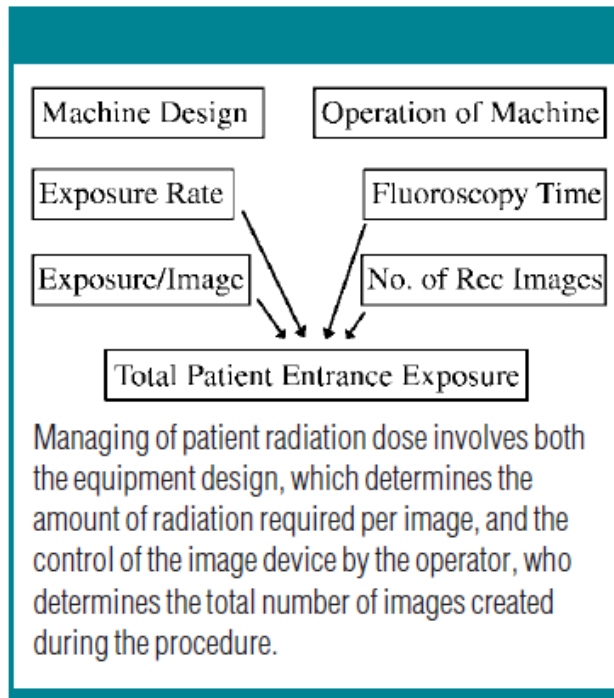 Machine Design
Operation of Machine
Exposure Rate
Fluoroscopy Time
Exposure/Image
No. of Rec Images
Total Patient Entrance Exposure
Managing of patient radiation dose involves both
the equipment design, which determines the
amount of radiation required per image, and the
control of the image device by the operator, who
determines the total number of images created
during the procedure.